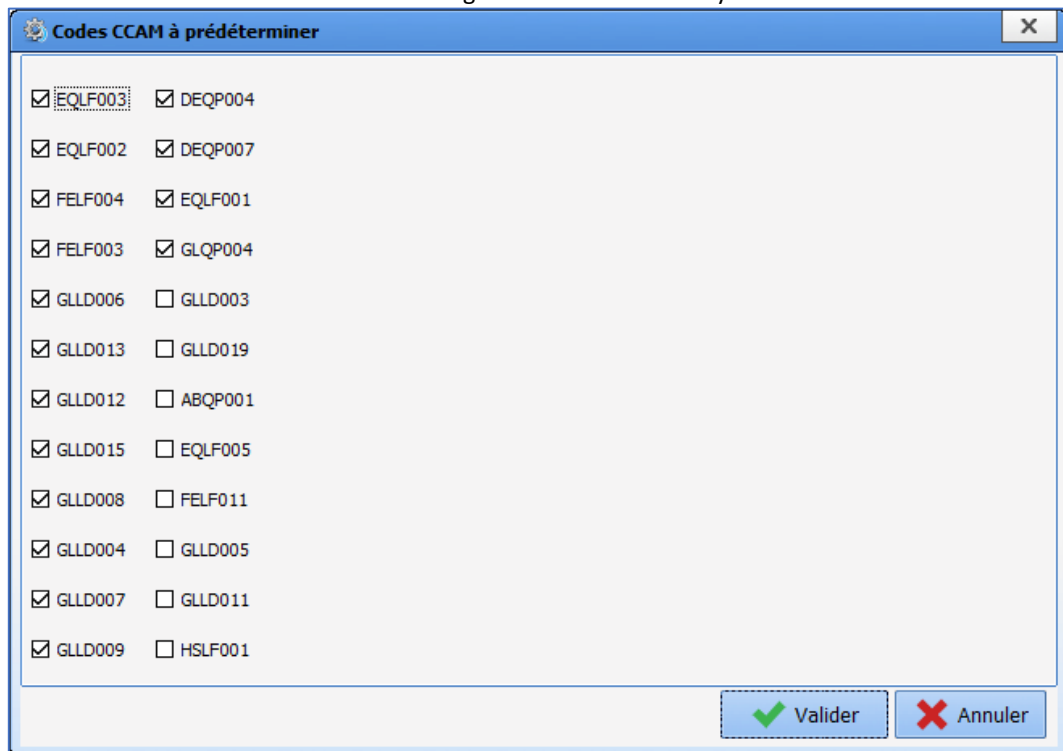 Codes CCAM à prédéterminer
EQLF003 DEQP004
EQLF002 DEQP007
FELF004 EQLF001
FELF003 GLQP004
GLLD006 GLLD003
GLLD013 GLLD019
GLLD012 ABQP001
GLLD015 EQLF005
GLLD008 FELF011
GLLD004 GLLD005
GLLD007 GLLD011
GLLD009 HSLF001
Valider Annuler